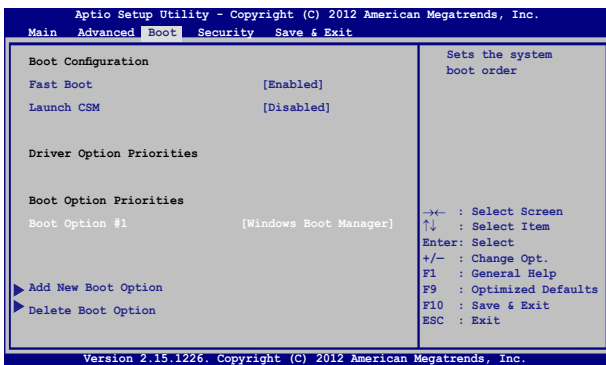 Aptio Setup Utility - Copyright (C) 2012 American Megatrends, Inc.
Main Advanced Boot Security Save & Exit
Boot Configuration
Fast Boot [Enabled]
Launch CSM [Disabled]
Driver Option Priorities
Boot Option Priorities
Boot Option #1 [Windows Boot Manager]
Add New Boot Option
Delete Boot Option
Sets the system
boot order
→← : Select Screen
↑↓ : Select Item
Enter: Select
+/— : Change Opt.
F1 : General Help
F9 : Optimized Defaults
F10 : Save & Exit
ESC : Exit
Version 2.15.1226. Copyright (C) 2012 American Megatrends, Inc.